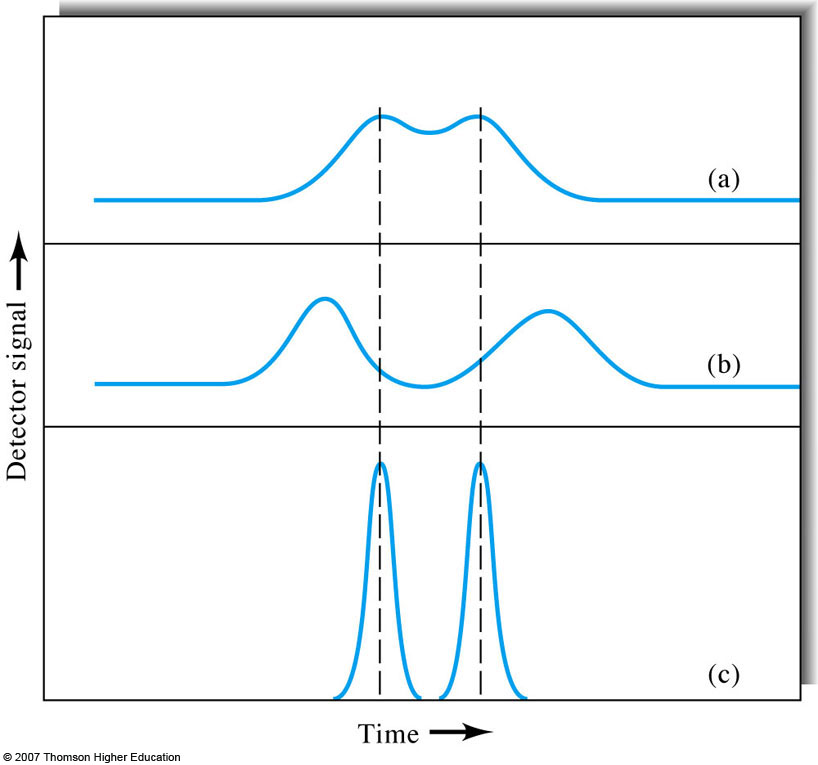 (a)
(b)
(c)
Detector signal
Time
© 2007 Thomson Higher Education